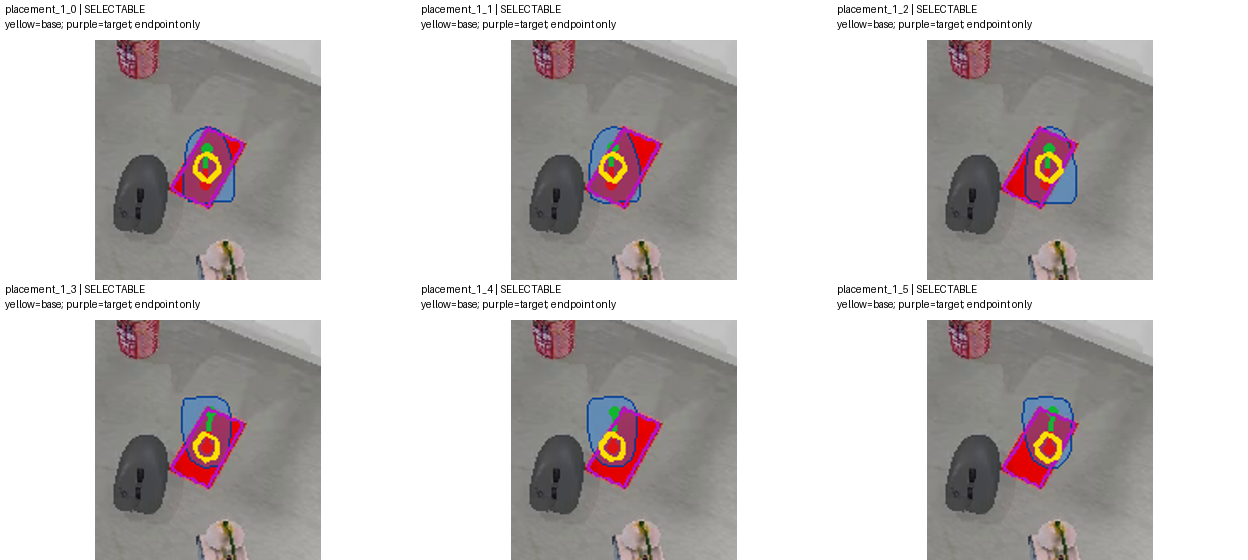 placement_1_0 | SELECTABLE
yellow=base; purple=target; endpoint only
placement_1_1 | SELECTABLE
yellow=base; purple=target; endpoint only
placement_1_2 | SELECTABLE
yellow=base; purple=target; endpoint only
placement_1_3 | SELECTABLE
yellow=base; purple=target; endpoint only
placement_1_4 | SELECTABLE
yellow=base; purple=target; endpoint only
placement_1_5 | SELECTABLE
yellow=base; purple=target; endpoint only